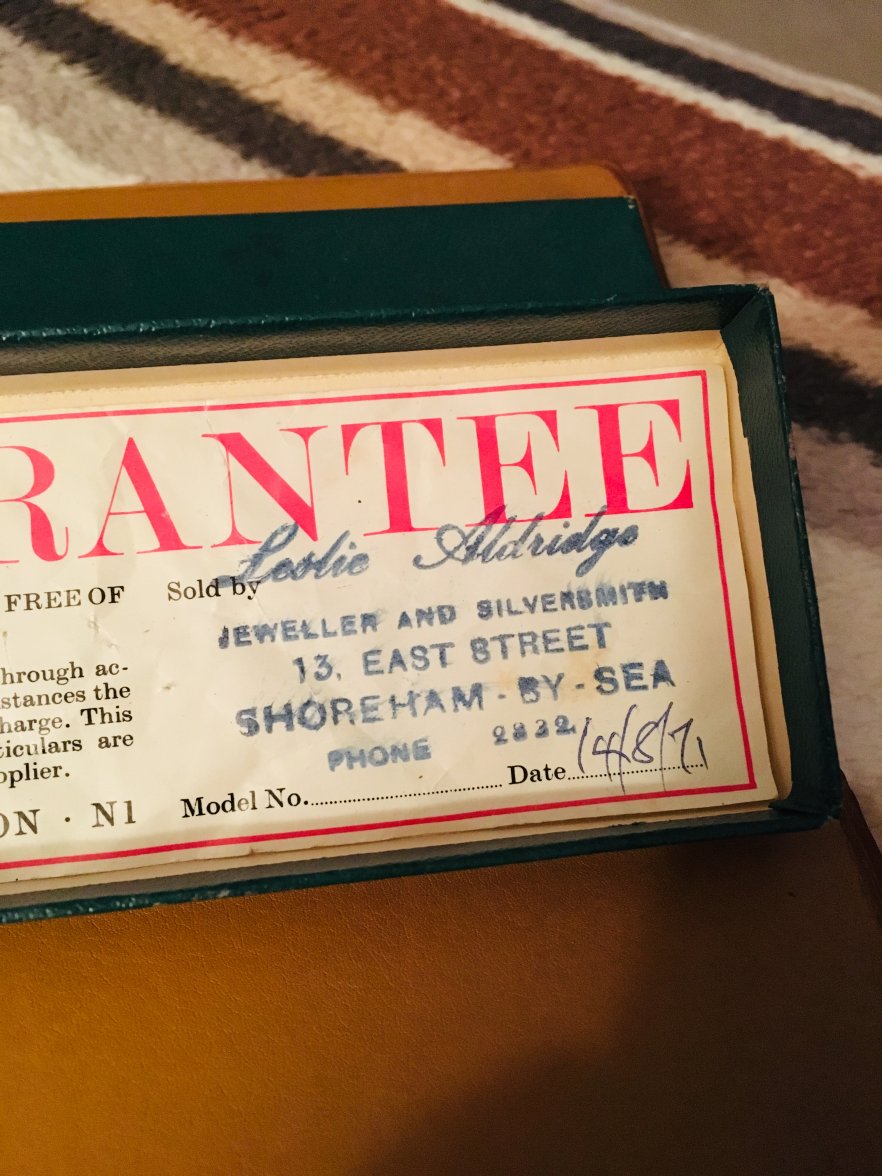 RANTEE
FREE OF
hrough ac-
stances the
harge. This
ticulars are
pplier.
ON · N1
Sold by Leslie Aldridge
JEWELLER AND SILVERSMITH
13, EAST STREET
SHOREHAM - BY - SEA
PHONE 2832
Model No. Date 14/8/71